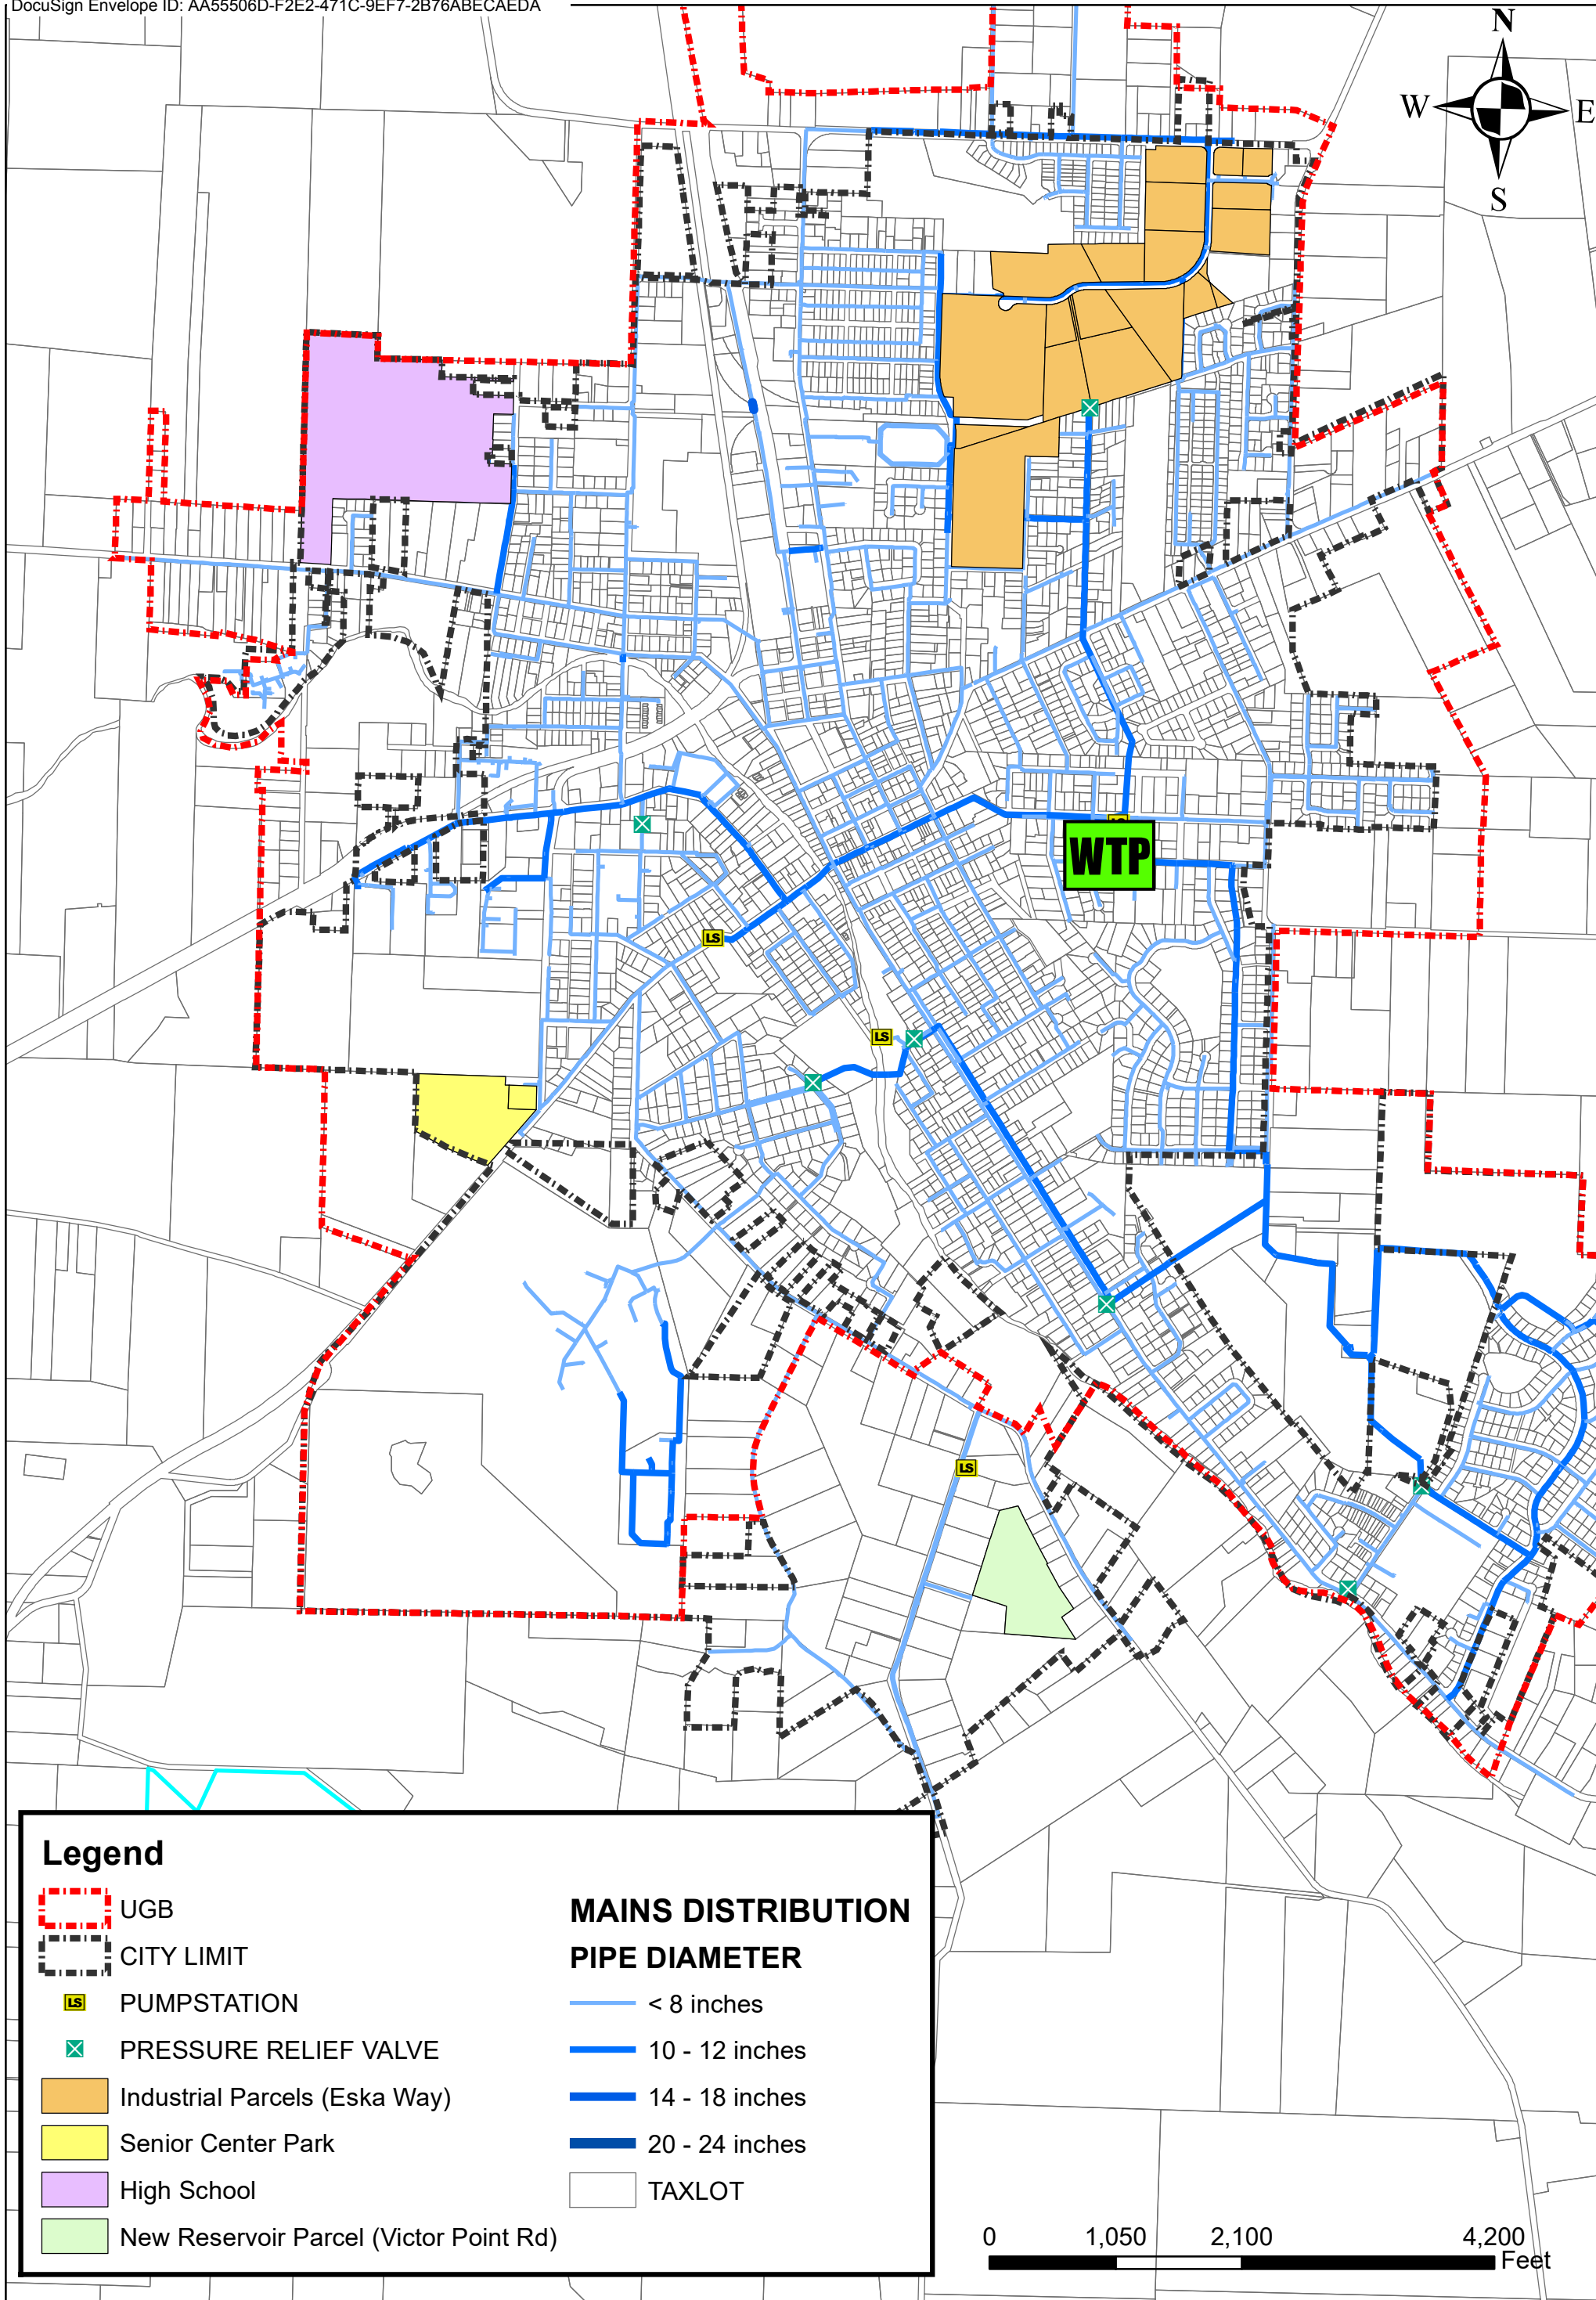 DocuSign Envelope ID: AA55506D-F2E2-471C-9EF7-2B76ABECAEDA
N
W
E
S
WTP
LS
LS
LS
Legend
UGB
CITY LIMIT
LS PUMPSTATION
PRESSURE RELIEF VALVE
Industrial Parcels (Eska Way)
Senior Center Park
High School
New Reservoir Parcel (Victor Point Rd)
MAINS DISTRIBUTION
PIPE DIAMETER
< 8 inches
10 - 12 inches
14 - 18 inches
20 - 24 inches
TAXLOT
0 1,050 2,100 4,200
Feet